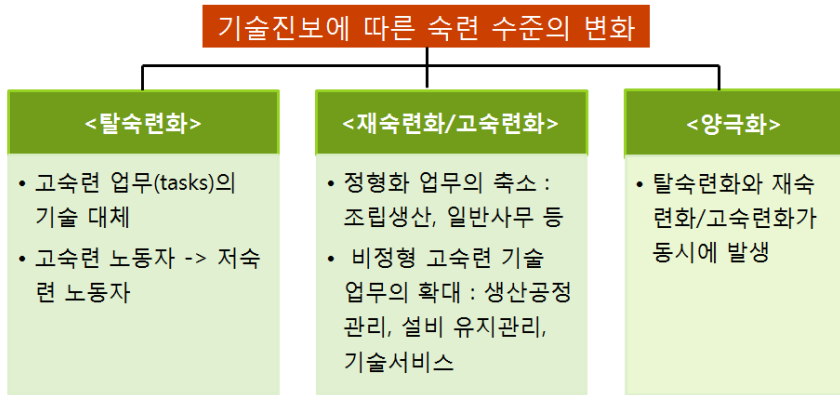 기술진보에 따른 숙련 수준의 변화
<탈숙련화>
• 고숙련 업무(tasks)의
기술 대체
• 고숙련 노동자 -> 저숙
련 노동자
<재숙련화/고숙련화>
• 정형화 업무의 축소 :
조립생산, 일반사무 등
• 비정형 고숙련 기술
업무의 확대 : 생산공정
관리, 설비 유지관리,
기술서비스
<양극화>
• 탈숙련화와 재숙
련화/고숙련화가
동시에 발생